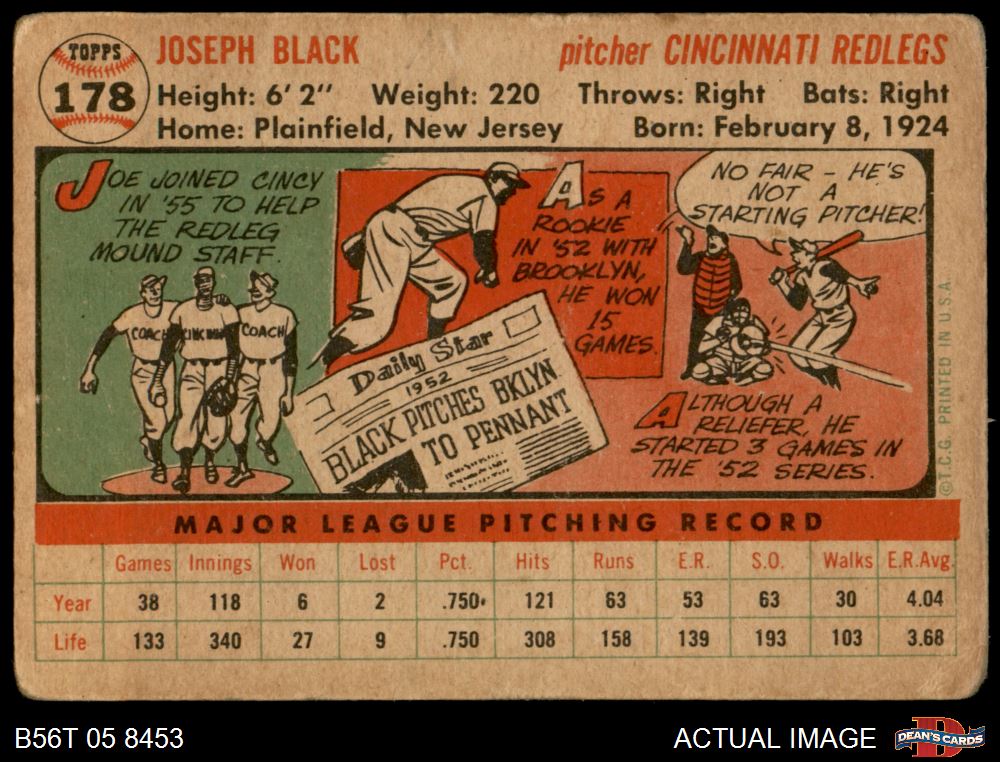 TOPPS
178
JOSEPH BLACK
pitcher CINCINNATI REDLEGS
Height: 6' 2" Weight: 220 Throws: Right Bats: Right
Home: Plainfield, New Jersey Born: February 8, 1924
JOE JOINED CINCY
IN '55 TO HELP
THE REDLEG
MOUND STAFF.
COACH
COACH
AS A
ROOKIE
IN '52 WITH
BROOKLYN,
HE WON
15
GAMES.
Daily Star
1952
BLACK PITCHES BKLYN
TO PENNANT
NO FAIR - HE'S
NOT A
STARTING PITCHER!
ALTHOUGH A
RELIEFER, HE
STARTED 3 GAMES IN
THE '52 SERIES.
©T.C.G. PRINTED IN U.S.A.
MAJOR LEAGUE PITCHING RECORD
Games Innings Won Lost Pct. Hits Runs E.R. S.O. Walks E.R.Avg.
Year 38 118 6 2 .750 121 63 53 63 30 4.04
Life 133 340 27 9 .750 308 158 139 193 103 3.68
B56T 05 8453
ACTUAL IMAGE
DEAN'S CARDS